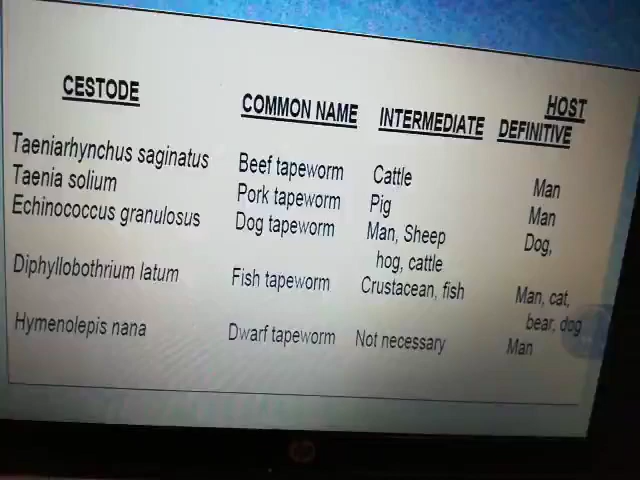 HOST
CESTODE COMMON NAME INTERMEDIATE DEFINITIVE
Taeniarhynchus saginatus Beef tapeworm Cattle Man
Taenia solium Pork tapeworm Pig Man
Echinococcus granulosus Dog tapeworm Man, Sheep Dog,
hog, cattle
Diphyllobothrium latum Fish tapeworm Crustacean, fish Man, cat,
bear, dog
Hymenolepis nana Dwarf tapeworm Not necessary Man
hp